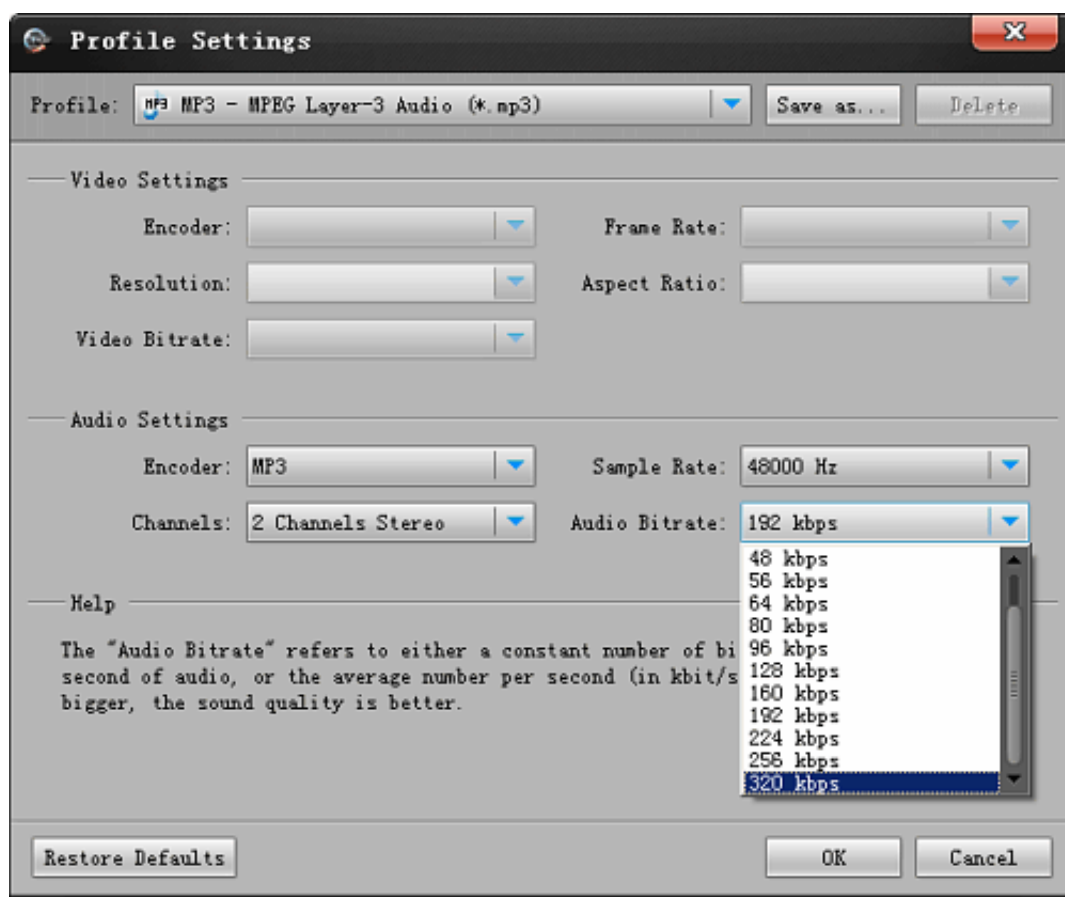 Profile Settings
Profile: MP3 MP3 - MPEG Layer-3 Audio (*.mp3) Save as... Delete
Video Settings
Encoder: Frame Rate:
Resolution: Aspect Ratio:
Video Bitrate:
Audio Settings
Encoder: MP3 Sample Rate: 48000 Hz
Channels: 2 Channels Stereo Audio Bitrate: 192 kbps
48 kbps
56 kbps
64 kbps
80 kbps
96 kbps
128 kbps
160 kbps
192 kbps
224 kbps
256 kbps
320 kbps
Help
The "Audio Bitrate" refers to either a constant number of bi
second of audio, or the average number per second (in kbit/s
bigger, the sound quality is better.
Restore Defaults OK Cancel